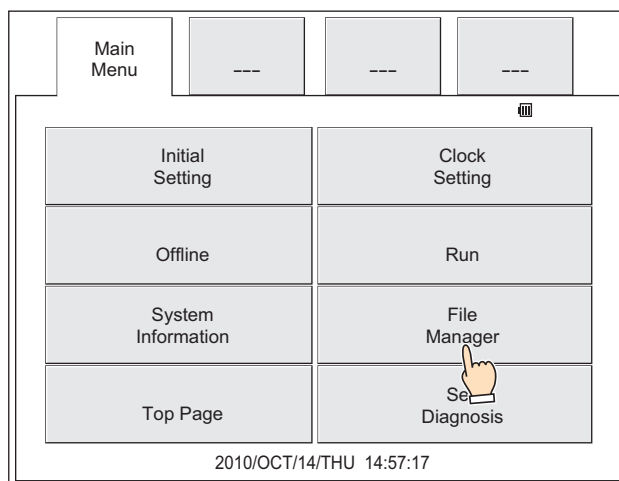 Main
Menu
---
---
---
Initial
Setting
Clock
Setting
Offline
Run
System
Information
File
Manager
Top Page
Se
Diagnosis
2010/OCT/14/THU 14:57:17